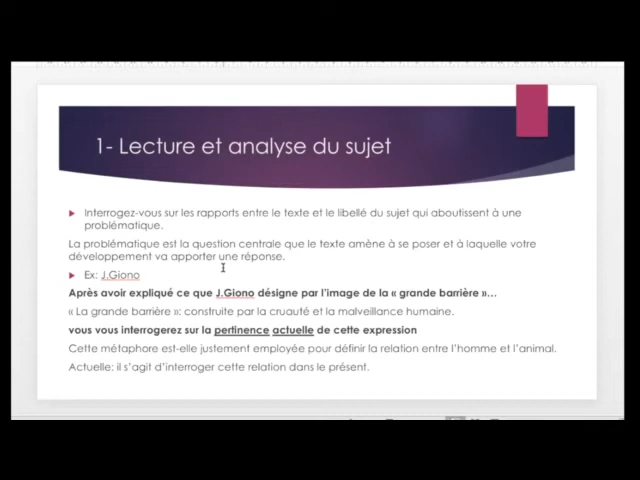 1- Lecture et analyse du sujet
Interrogez-vous sur les rapports entre le texte et le libellé du sujet qui aboutissent à une
problématique.
La problématique est la question centrale que le texte amène à se poser et à laquelle votre
développement va apporter une réponse.
Ex: J.Giono
Après avoir expliqué ce que J.Giono désigne par l'image de la « grande barrière »…
« La grande barrière »: construite par la cruauté et la malveillance humaine.
vous vous interrogerez sur la pertinence actuelle de cette expression
Cette métaphore est-elle justement employée pour définir la relation entre l'homme et l'animal.
Actuelle: il s'agit d'interroger cette relation dans le présent.